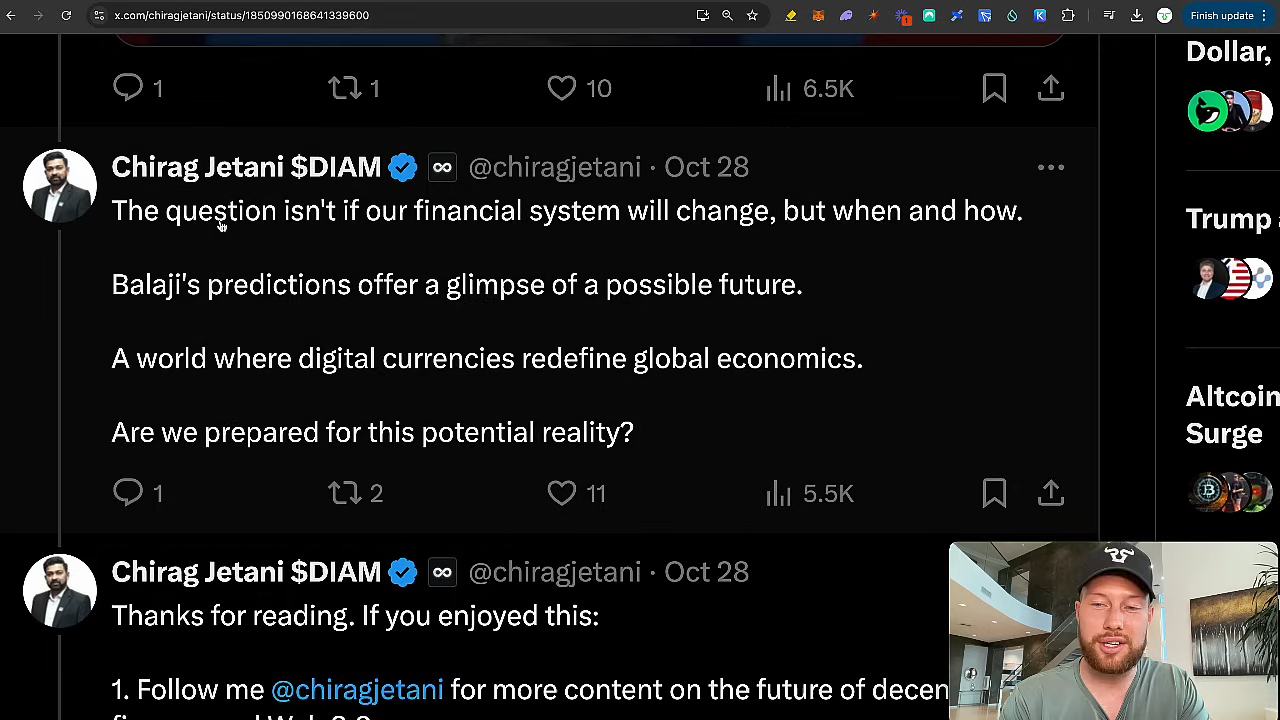 x.com/chiragjetani/status/1850990168641339600
Finish update
1 1 10 6.5K
Dollar,
Chirag Jetani $DIAM @chiragjetani · Oct 28
The question isn't if our financial system will change, but when and how.
Balaji's predictions offer a glimpse of a possible future.
A world where digital currencies redefine global economics.
Are we prepared for this potential reality?
1 2 11 5.5K
Trump
Altcoin
Surge
Chirag Jetani $DIAM @chiragjetani · Oct 28
Thanks for reading. If you enjoyed this:
1. Follow me @chiragjetani for more content on the future of decen